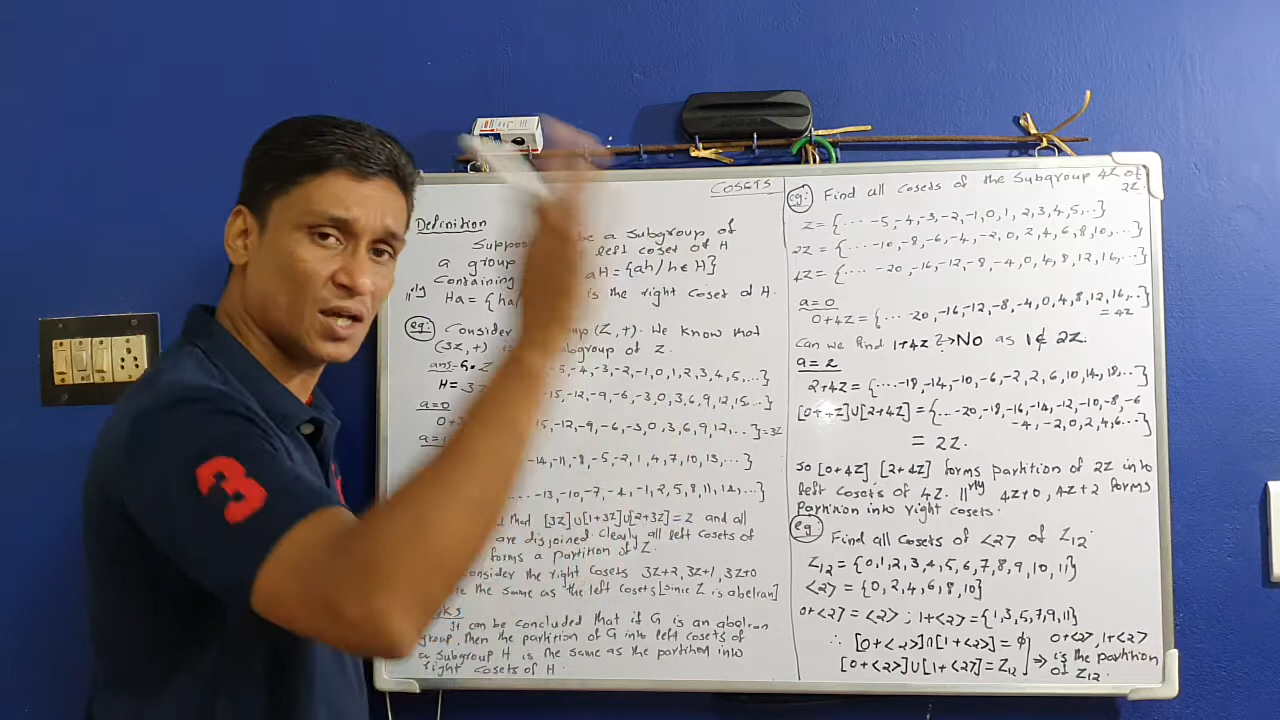 COSETS
Definition
be a subgroup of
a group left coset of H
Containing aH = {ah/h ∈ H}
||rly Ha = {ha is the right coset of H.
eg: Consider (Z,+). We know that
(3Z,+) subgroup of Z.
ans:- Z -5,-4,-3,-2,-1,0,1,2,3,4,5,...}
H = 3Z -15,-12,-9,-6,-3,0,3,6,9,12,15...}
a=0
0+ -12,-9,-6,-3,0,3,6,9,12,...}=3Z
a=1
-14,-11,-8,-5,-2,1,4,7,10,13,...}
... -13,-10,-7,-4,-1,2,5,8,11,14,...}
that [3Z]∪[1+3Z]∪[2+3Z]=Z and all
are disjoined. Clearly all left cosets of
forms a partition of Z.
the right cosets 3Z+2, 3Z+1, 3Z+0
the same as the left cosets [since Z is abelian]
It can be concluded that if G is an abelian
group, then the partition of G into left cosets of
a subgroup H is the same as the partition into
right cosets of H.
eg: Find all cosets of the subgroup 4Z of
2Z.
Z={... -5,-4,-3,-2,-1,0,1,2,3,4,5,..}
2Z={... -10,-8,-6,-4,-2,0,2,4,6,8,10,...}
4Z={.... -20,-16,-12,-8,-4,0,4,8,12,16,...}
a=0
0+4Z={... -20,-16,-12,-8,-4,0,4,8,12,16,..}
=4Z
Can we find 1+4Z?→NO as 1∉2Z.
a=2
2+4Z={...-18,-14,-10,-6,-2,2,6,10,14,18...}
[0+4Z]∪[2+4Z]={...-20,-18,-16,-14,-12,-10,-8,-6
-4,-2,0,2,4,6...}
= 2Z.
so [0+4Z] [2+4Z] forms partition of 2Z into
left cosets of 4Z. ||rly 4Z+0, 4Z+2 forms
partition into right cosets.
eg: Find all cosets of <2> of Z12.
Z12={0,1,2,3,4,5,6,7,8,9,10,11}
<2>={0,2,4,6,8,10}
0+<2>=<2>; 1+<2>={1,3,5,7,9,11}
∴ [0+<2>]∩[1+<2>]=ϕ
[0+<2>]∪[1+<2>]=Z12
⇒ 0+<2>, 1+<2>
is the partition
of Z12.
3